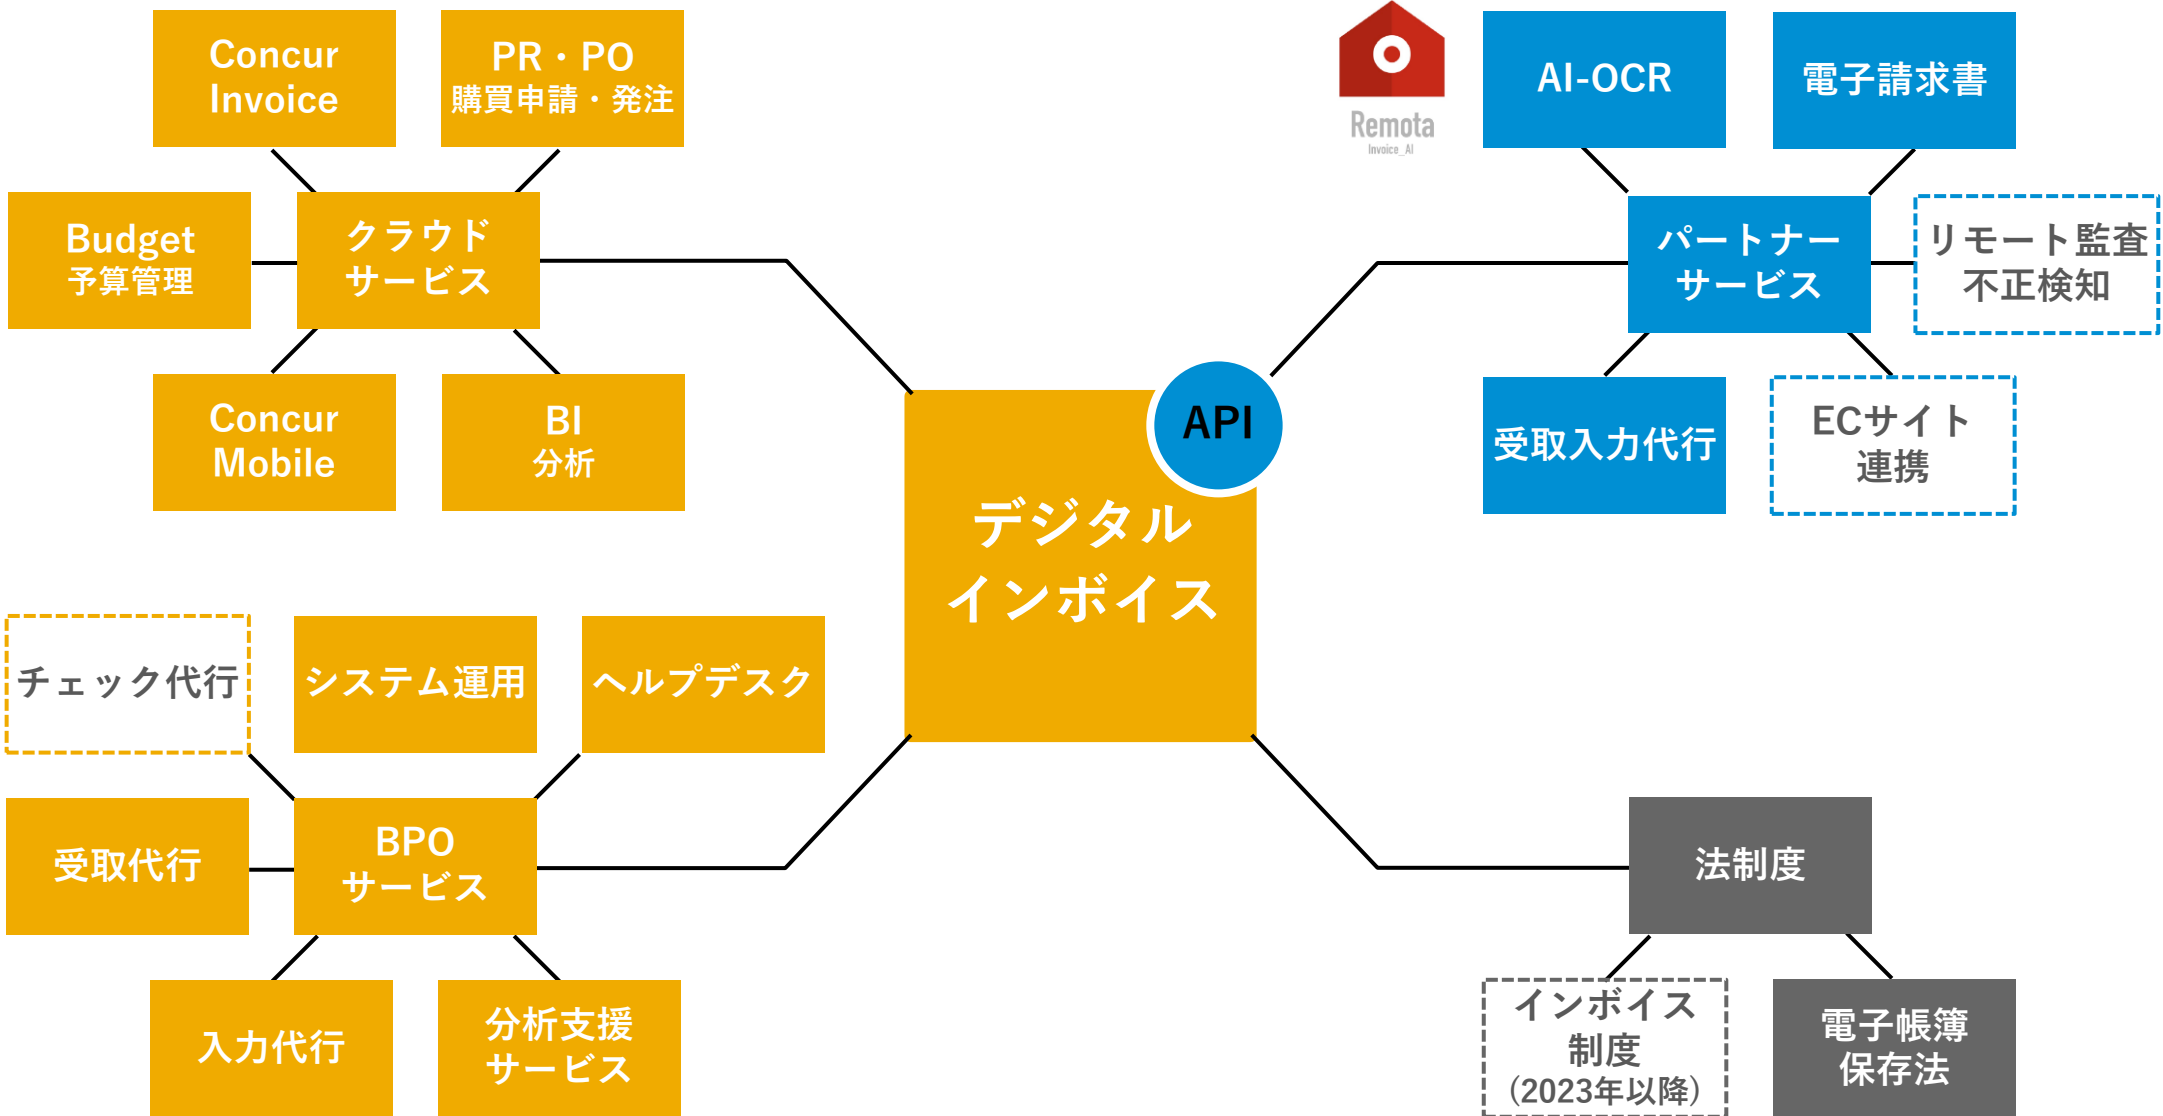 Concur
Invoice
PR・PO
購買申請・発注
Budget
予算管理
クラウド
サービス
Concur
Mobile
BI
分析
Remota
Invoice_AI
AI-OCR
電子請求書
パートナー
サービス
リモート監査
不正検知
受取入力代行
ECサイト
連携
API
デジタル
インボイス
チェック代行
システム運用
ヘルプデスク
受取代行
BPO
サービス
入力代行
分析支援
サービス
法制度
インボイス
制度
（2023年以降）
電子帳簿
保存法